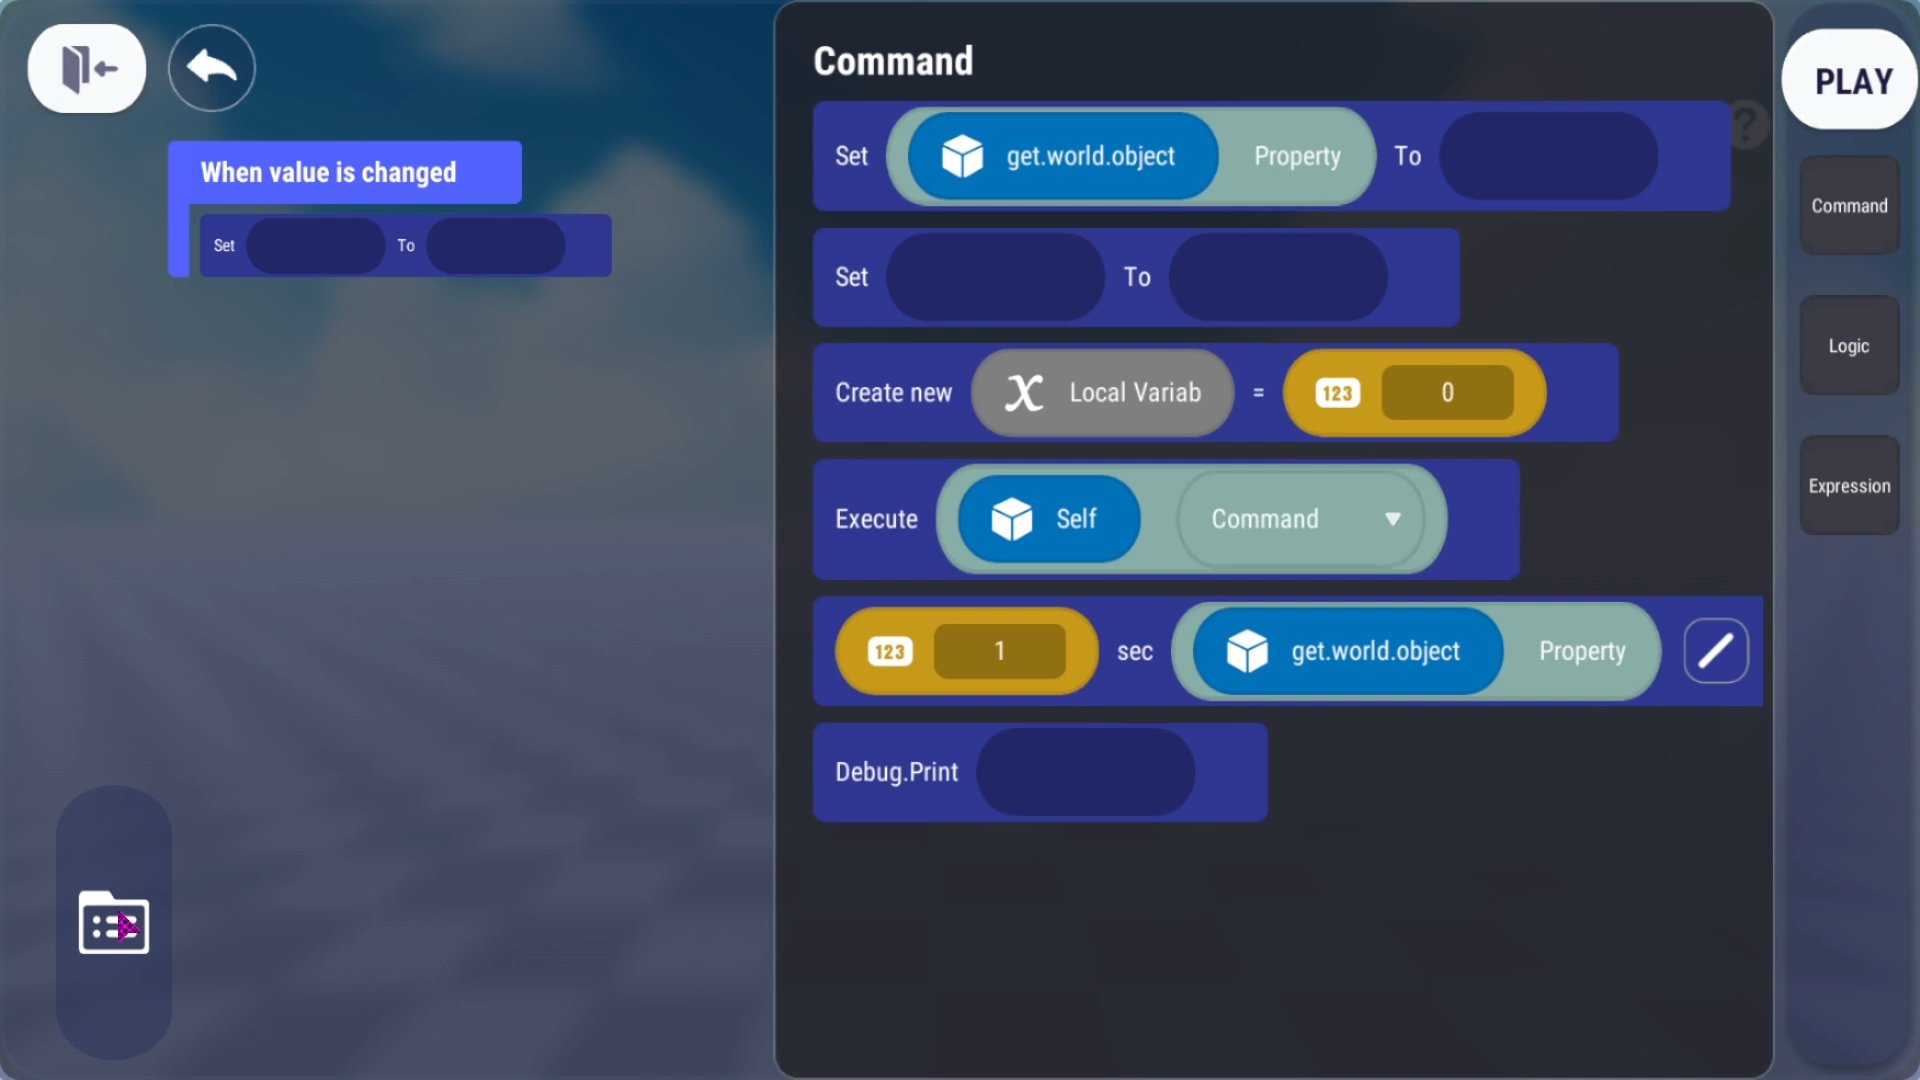 When value is changed
Set To
Command
Set get.world.object Property To
Set To
Create new X Local Variab = 123 0
Execute Self Command
123 1 sec get.world.object Property
Debug.Print
?
PLAY
Command
Logic
Expression